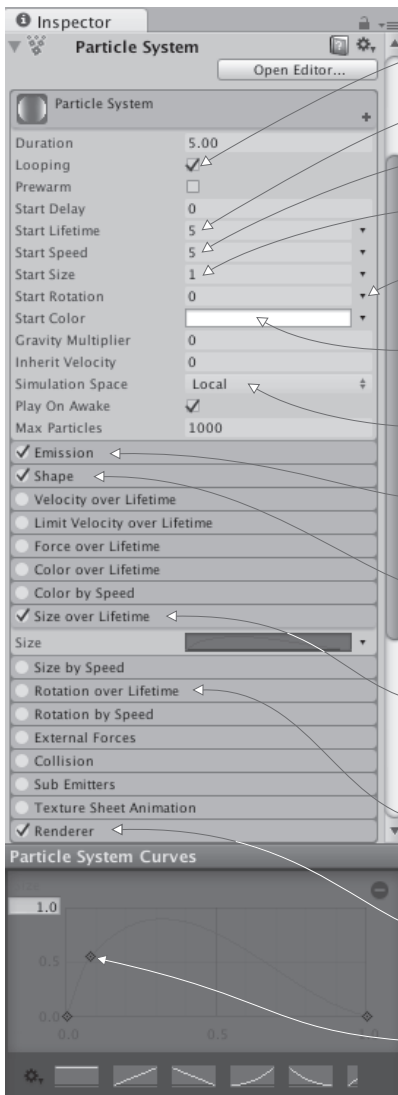 Inspector
Particle System
Open Editor...
Particle System
Duration 5.00
Looping
Prewarm
Start Delay 0
Start Lifetime 5
Start Speed 5
Start Size 1
Start Rotation 0
Start Color
Gravity Multiplier 0
Inherit Velocity 0
Simulation Space Local
Play On Awake
Max Particles 1000
Emission
Shape
Velocity over Lifetime
Limit Velocity over Lifetime
Force over Lifetime
Color over Lifetime
Color by Speed
Size over Lifetime
Size
Size by Speed
Rotation over Lifetime
Rotation by Speed
External Forces
Collision
Sub Emitters
Texture Sheet Animation
Renderer
Particle System Curves
1.0
0.5
0.0
0.0 0.5 1.0